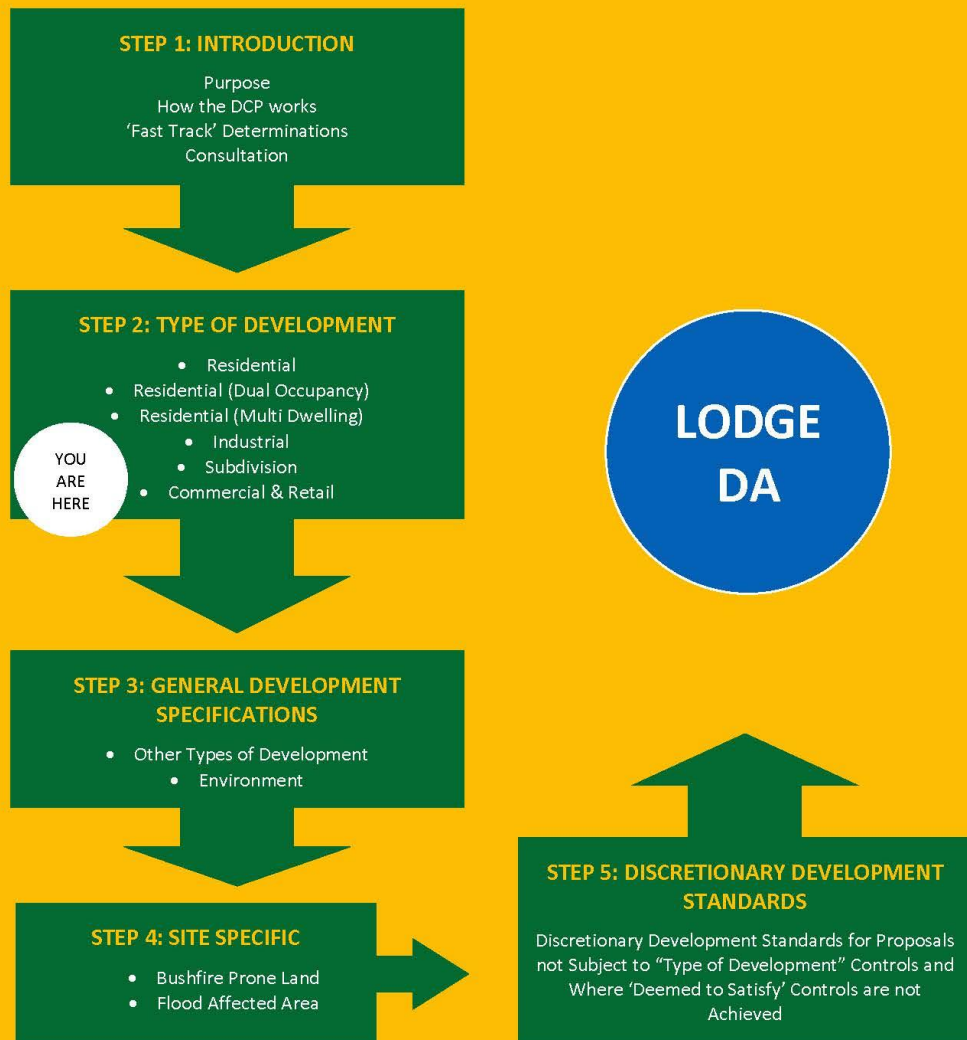 STEP 1: INTRODUCTION
Purpose
How the DCP works
‘Fast Track’ Determinations
Consultation
STEP 2: TYPE OF DEVELOPMENT
• Residential
• Residential (Dual Occupancy)
• Residential (Multi Dwelling)
• Industrial
• Subdivision
• Commercial & Retail
YOU
ARE
HERE
STEP 3: GENERAL DEVELOPMENT
SPECIFICATIONS
• Other Types of Development
• Environment
STEP 4: SITE SPECIFIC
• Bushfire Prone Land
• Flood Affected Area
STEP 5: DISCRETIONARY DEVELOPMENT
STANDARDS
Discretionary Development Standards for Proposals
not Subject to “Type of Development” Controls and
Where ‘Deemed to Satisfy’ Controls are not
Achieved
LODGE
DA